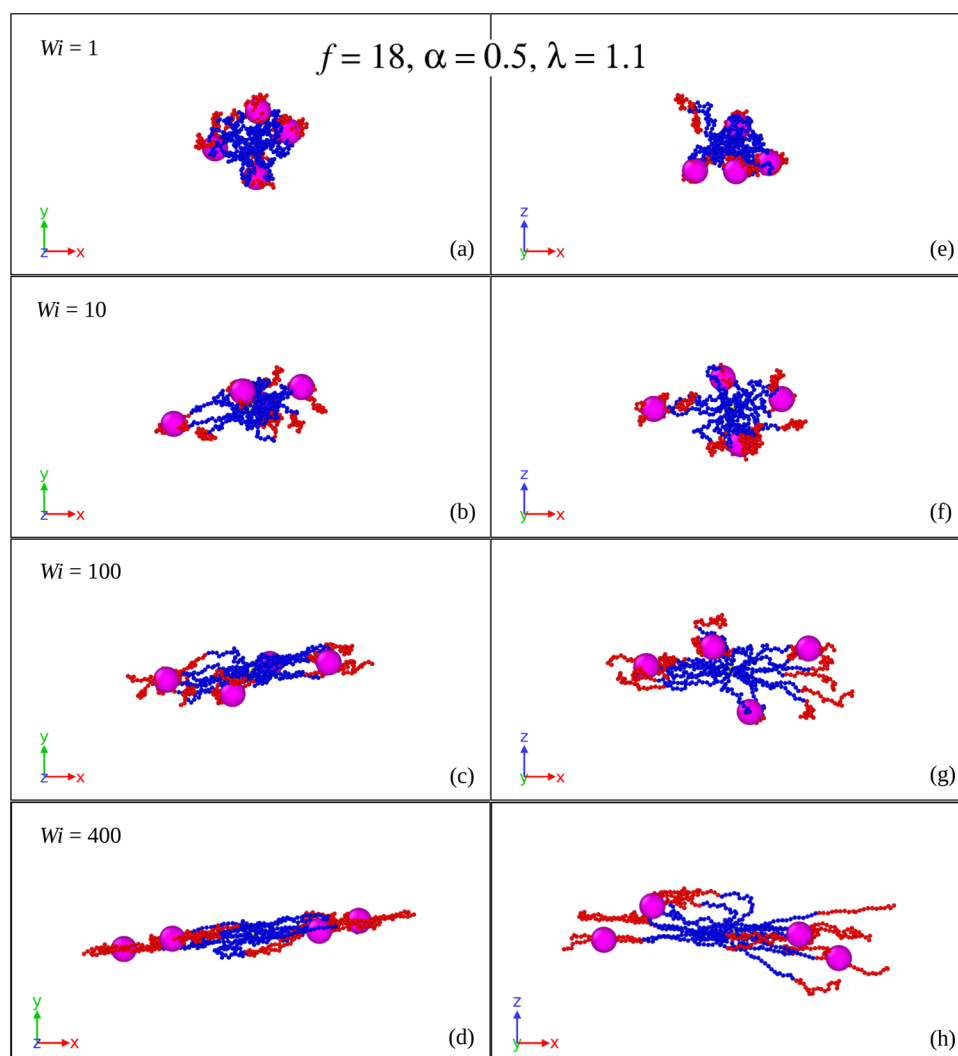 Wi = 1
f = 18, α = 0.5, λ = 1.1
y
z x
(a)
z
y x
(e)
Wi = 10
y
z x
(b)
z
y x
(f)
Wi = 100
y
z x
(c)
z
y x
(g)
Wi = 400
y
z x
(d)
z
y x
(h)